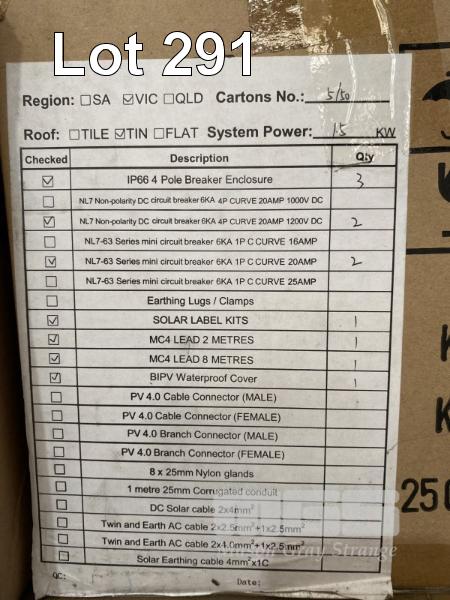 Lot 291
Region: ☐SA ☑VIC ☐QLD Cartons No.: 5/50
Roof: ☐TILE ☑TIN ☐FLAT System Power: 15 KW
Checked Description Qty
☑ IP66 4 Pole Breaker Enclosure 3
☐ NL7 Non-polarity DC circuit breaker 6KA 4P CURVE 20AMP 1000V DC
☑ NL7 Non-polarity DC circuit breaker 6KA 4P CURVE 20AMP 1200V DC 2
☐ NL7-63 Series mini circuit breaker 6KA 1P C CURVE 16AMP
☑ NL7-63 Series mini circuit breaker 6KA 1P C CURVE 20AMP 2
☐ NL7-63 Series mini circuit breaker 6KA 1P C CURVE 25AMP
☐ Earthing Lugs / Clamps
☑ SOLAR LABEL KITS 1
☑ MC4 LEAD 2 METRES 1
☑ MC4 LEAD 8 METRES 1
☑ BIPV Waterproof Cover 1
☐ PV 4.0 Cable Connector (MALE)
☐ PV 4.0 Cable Connector (FEMALE)
☐ PV 4.0 Branch Connector (MALE)
☐ PV 4.0 Branch Connector (FEMALE)
☐ 8 x 25mm Nylon glands
☐ 1 metre 25mm Corrugated conduit
☐ DC Solar cable 2x4mm²
☐ Twin and Earth AC cable 2x2.5mm²+1x2.5mm²
☐ Twin and Earth AC cable 2x4.0mm²+1x2.5mm²
☐ Solar Earthing cable 4mm²x1C
QC: Date:
K
K
250
Gray Strange